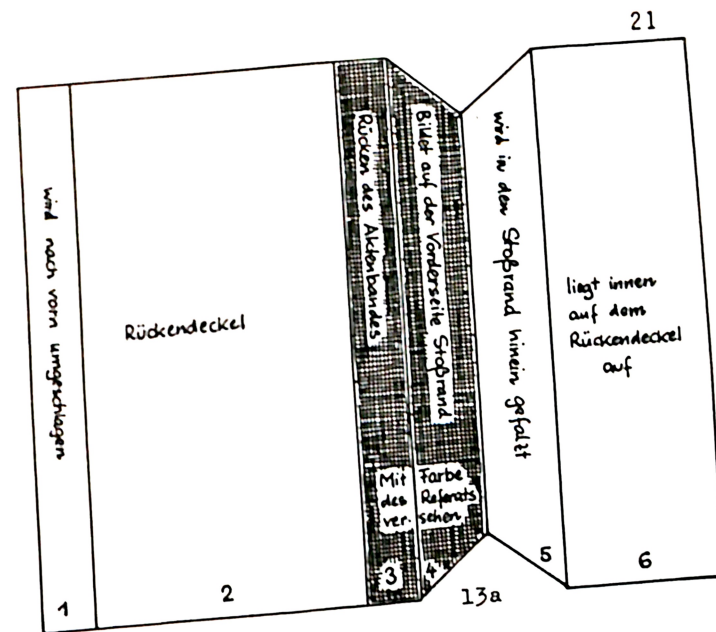 21
wird nach vorn umgeschlagen
Rückendeckel
Rücken des Aktenbandes
Bildet auf der Vorderseite Stoßrand
wird in den Stoßrand hinein gefalzt
liegt innen
auf dem
Rückendeckel
auf
Mit Farbe
des Referats
ver- sehen
1
2
3
4
5
6
13a